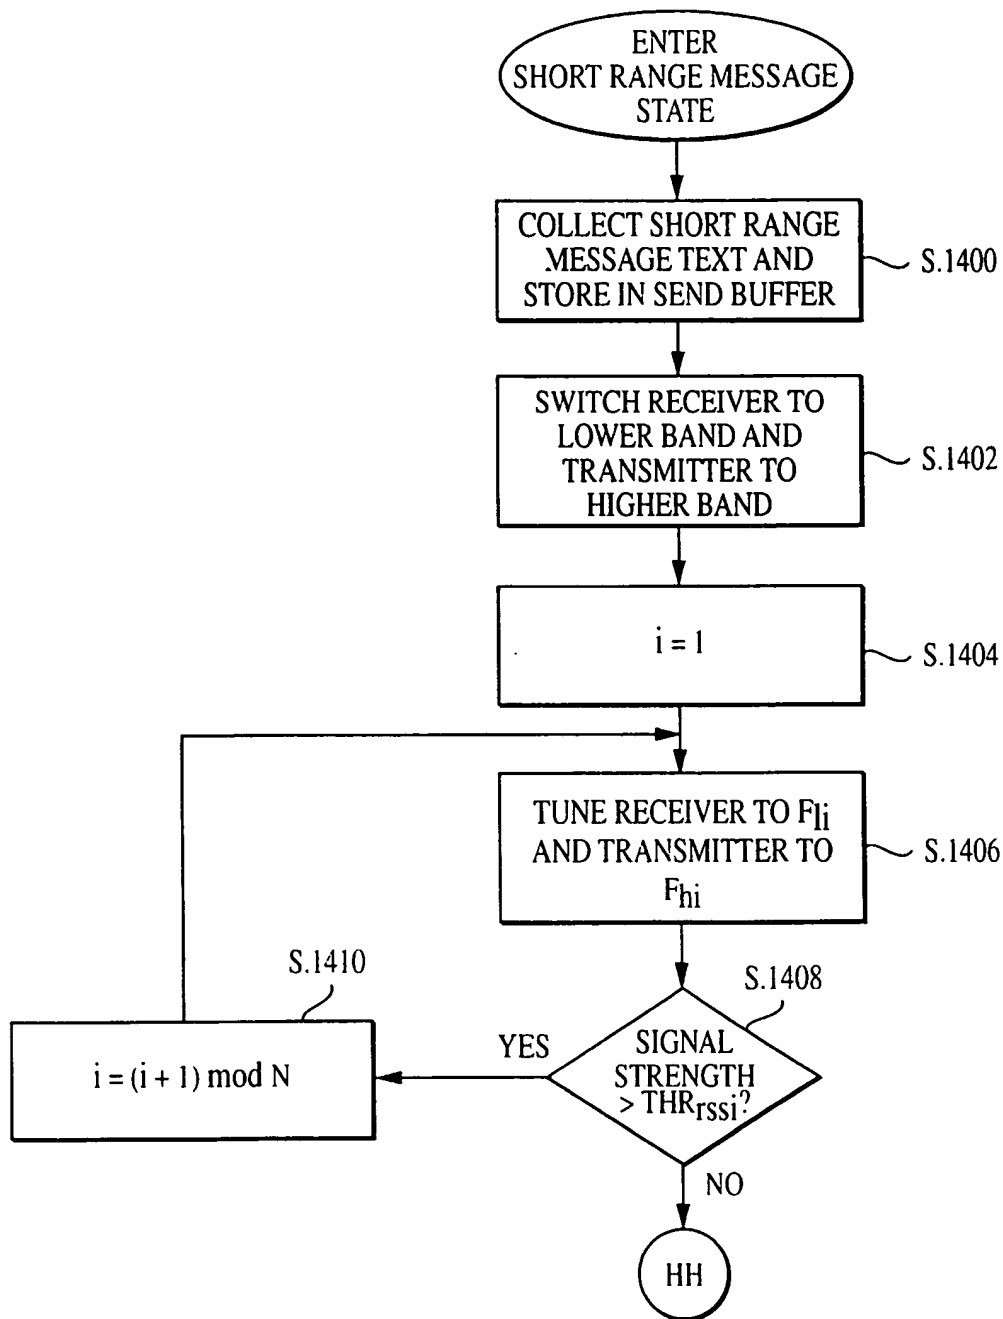 ENTER
SHORT RANGE MESSAGE
STATE
COLLECT SHORT RANGE
MESSAGE TEXT AND
STORE IN SEND BUFFER
S.1400
SWITCH RECEIVER TO
LOWER BAND AND
TRANSMITTER TO
HIGHER BAND
S.1402
i = 1
S.1404
TUNE RECEIVER TO Fli
AND TRANSMITTER TO
Fhi
S.1406
S.1410
i = (i + 1) mod N
S.1408
YES
SIGNAL
STRENGTH
> THRrssi?
NO
HH